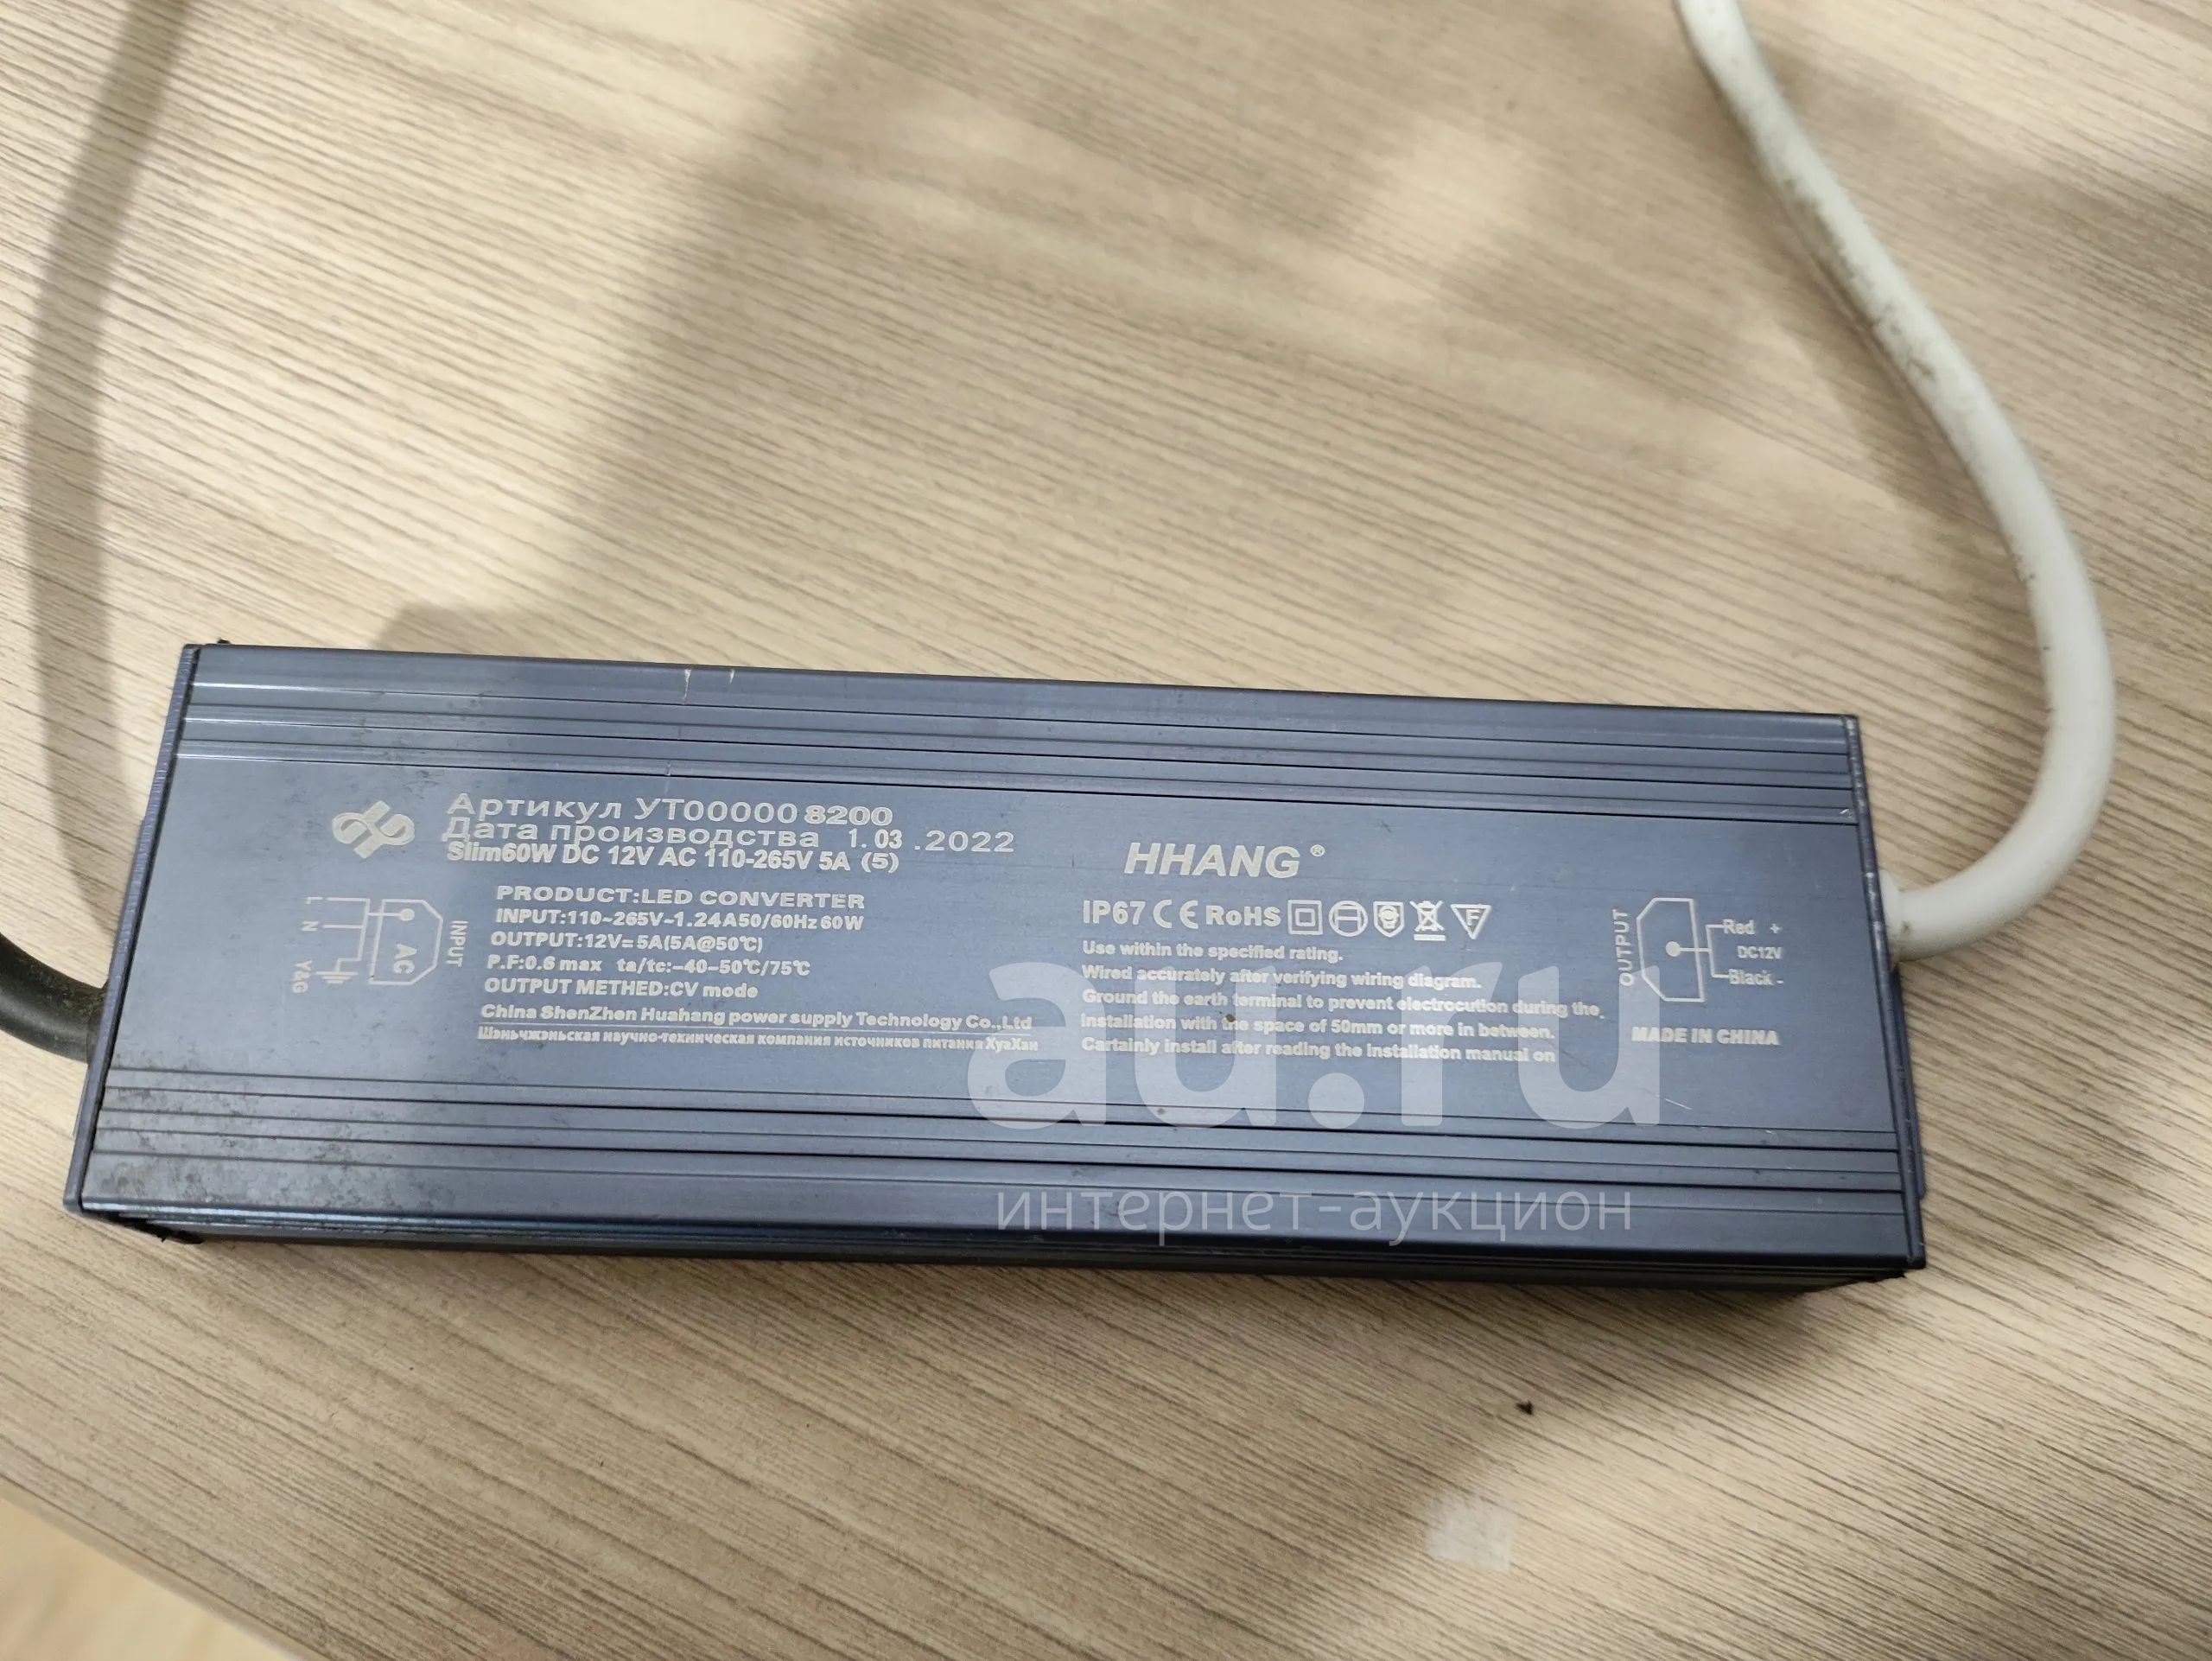 Артикул УТ000008200
Дата производства 1.03.2022
Slim60W DC 12V AC 110-265V 5A (5)
PRODUCT:LED CONVERTER
INPUT:110~265V~1.24A50/60Hz 60W
OUTPUT:12V= 5A(5A@50℃)
P.F:0.6 max ta/tc:-40-50℃/75℃
OUTPUT METHED:CV mode
China ShenZhen Huahang power supply Technology Co.,Ltd
Шэньчжэньская научно-техническая компания источников питания ХуаХан
L
N
Y&G
AC
INPUT
HHANG®
IP67 CE RoHS F
Use within the specified rating.
Wired accurately after verifying wiring diagram.
Ground the earth terminal to prevent electrocution during the.
installation with the space of 50mm or more in between.
Cartainly install after reading the installation manual on
OUTPUT
Red +
DC12V
Black -
MADE IN CHINA
au.ru
интернет-аукцион